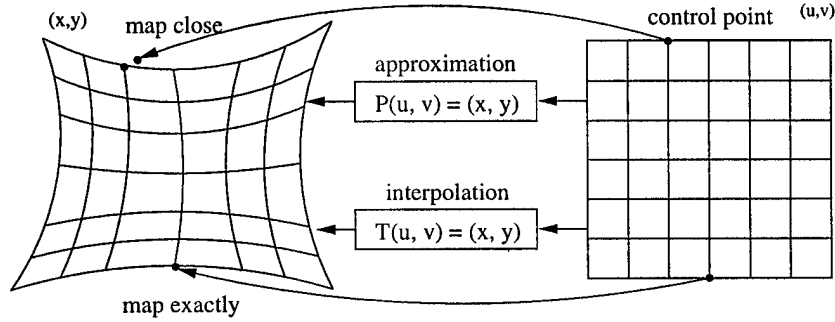 (x,y)
map close
control point
(u,v)
approximation
P(u, v) = (x, y)
interpolation
T(u, v) = (x, y)
map exactly